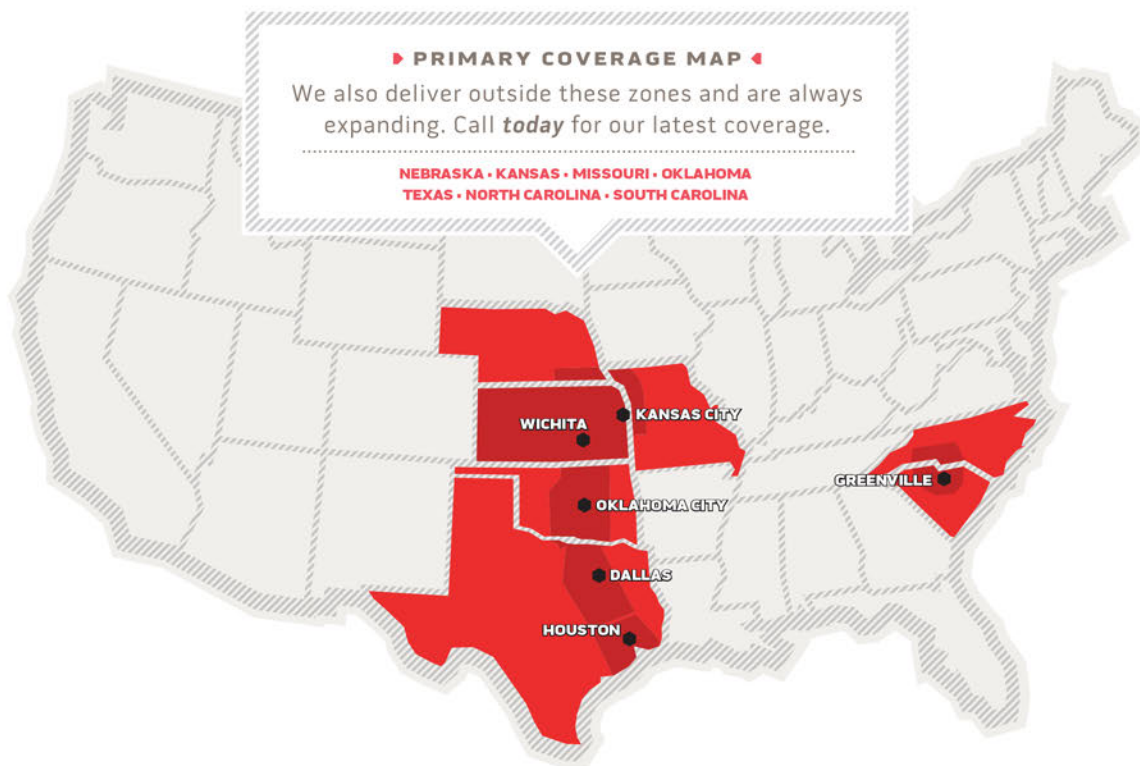 PRIMARY COVERAGE MAP
We also deliver outside these zones and are always
expanding. Call today for our latest coverage.
NEBRASKA • KANSAS • MISSOURI • OKLAHOMA
TEXAS • NORTH CAROLINA • SOUTH CAROLINA
KANSAS CITY
WICHITA
GREENVILLE
OKLAHOMA CITY
DALLAS
HOUSTON